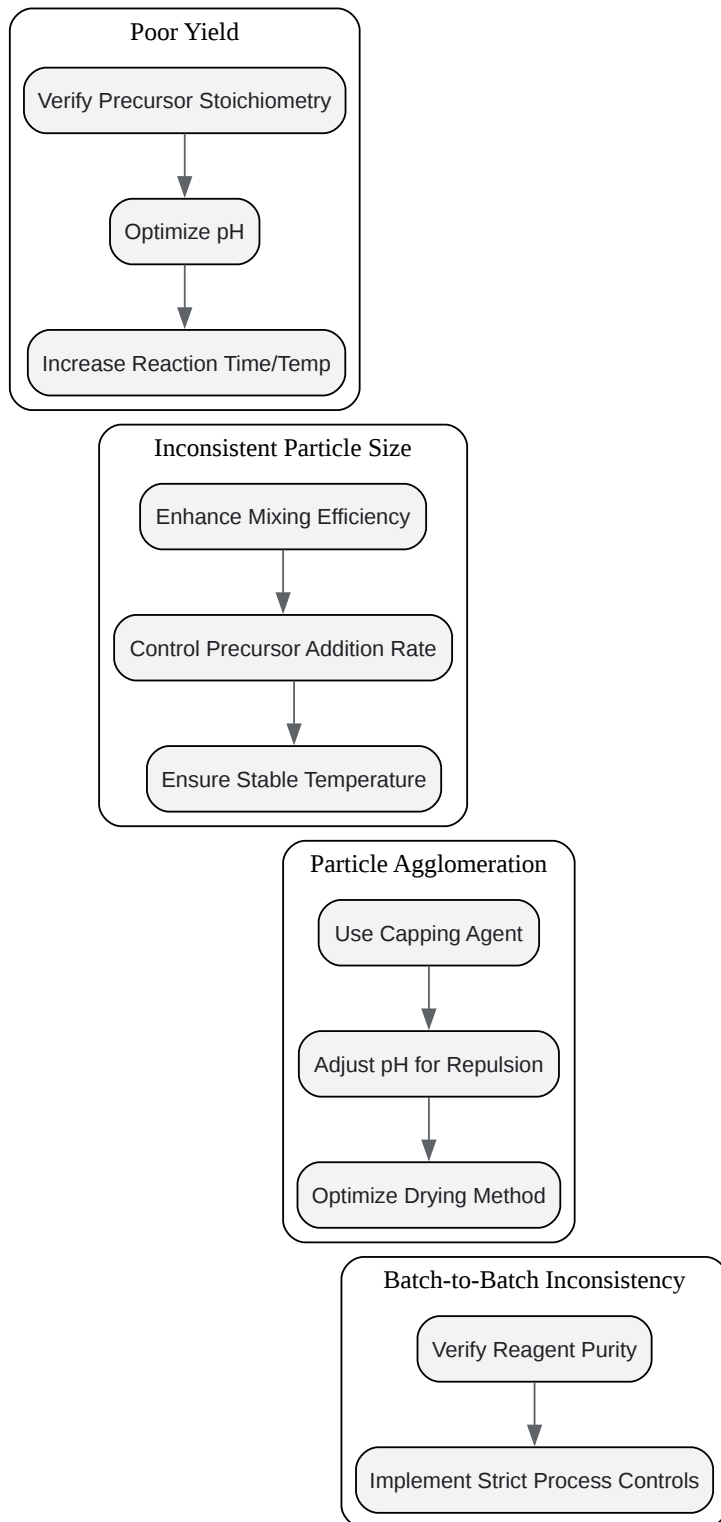 Poor Yield
Verify Precursor Stoichiometry
Optimize pH
Increase Reaction Time/Temp
Inconsistent Particle Size
Enhance Mixing Efficiency
Control Precursor Addition Rate
Ensure Stable Temperature
Particle Agglomeration
Use Capping Agent
Adjust pH for Repulsion
Optimize Drying Method
Batch-to-Batch Inconsistency
Verify Reagent Purity
Implement Strict Process Controls